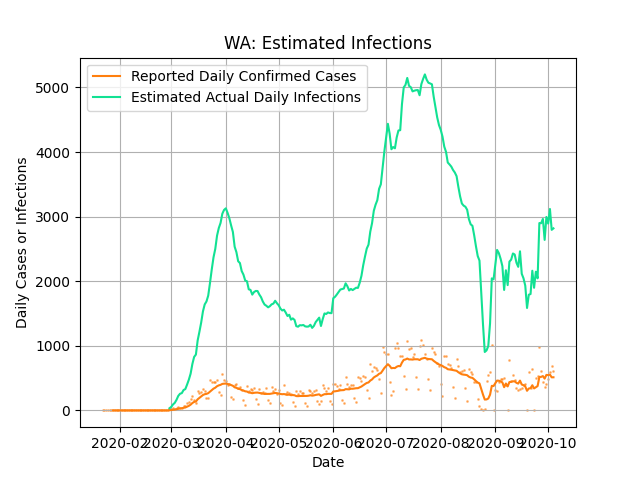 WA: Estimated Infections
Reported Daily Confirmed Cases
Estimated Actual Daily Infections
Daily Cases or Infections
5000
4000
3000
2000
1000
0
2020-02 2020-03 2020-04 2020-05 2020-06 2020-07 2020-08 2020-09 2020-10
Date